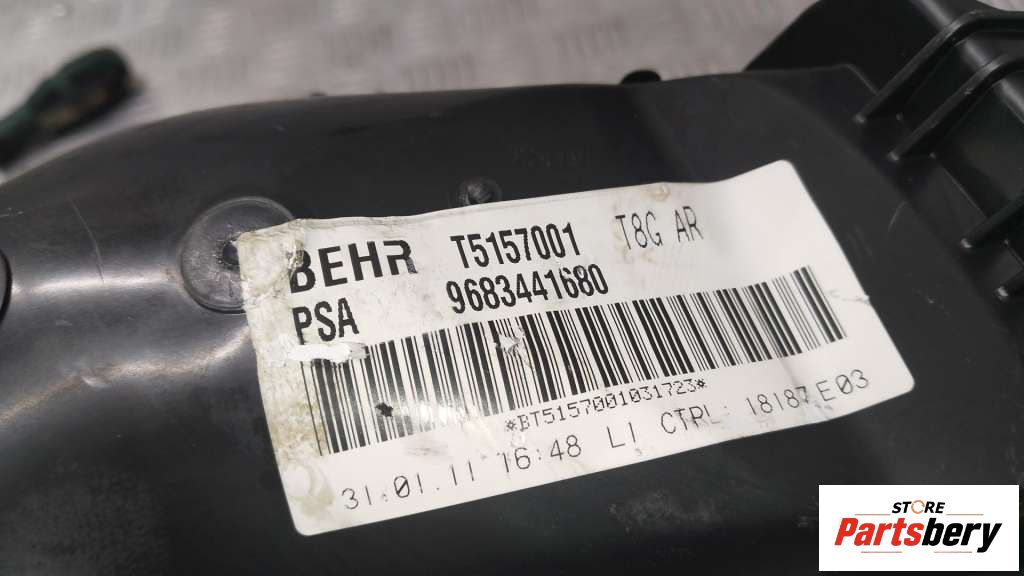 BEHR T5157001 T8G AR
PSA 9683441680
*BT5157001031723*
31.01.11 16:48 LI CTRL: 18187 E03
STORE
Partsbery